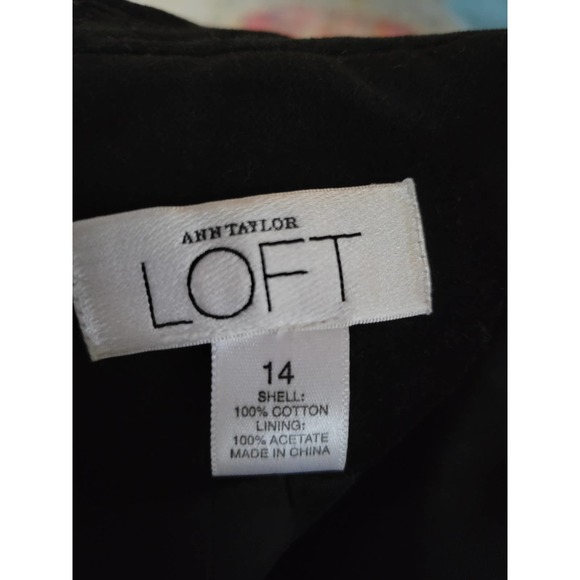 ANN TAYLOR
LOFT
14
SHELL:
100% COTTON
LINING:
100% ACETATE
MADE IN CHINA